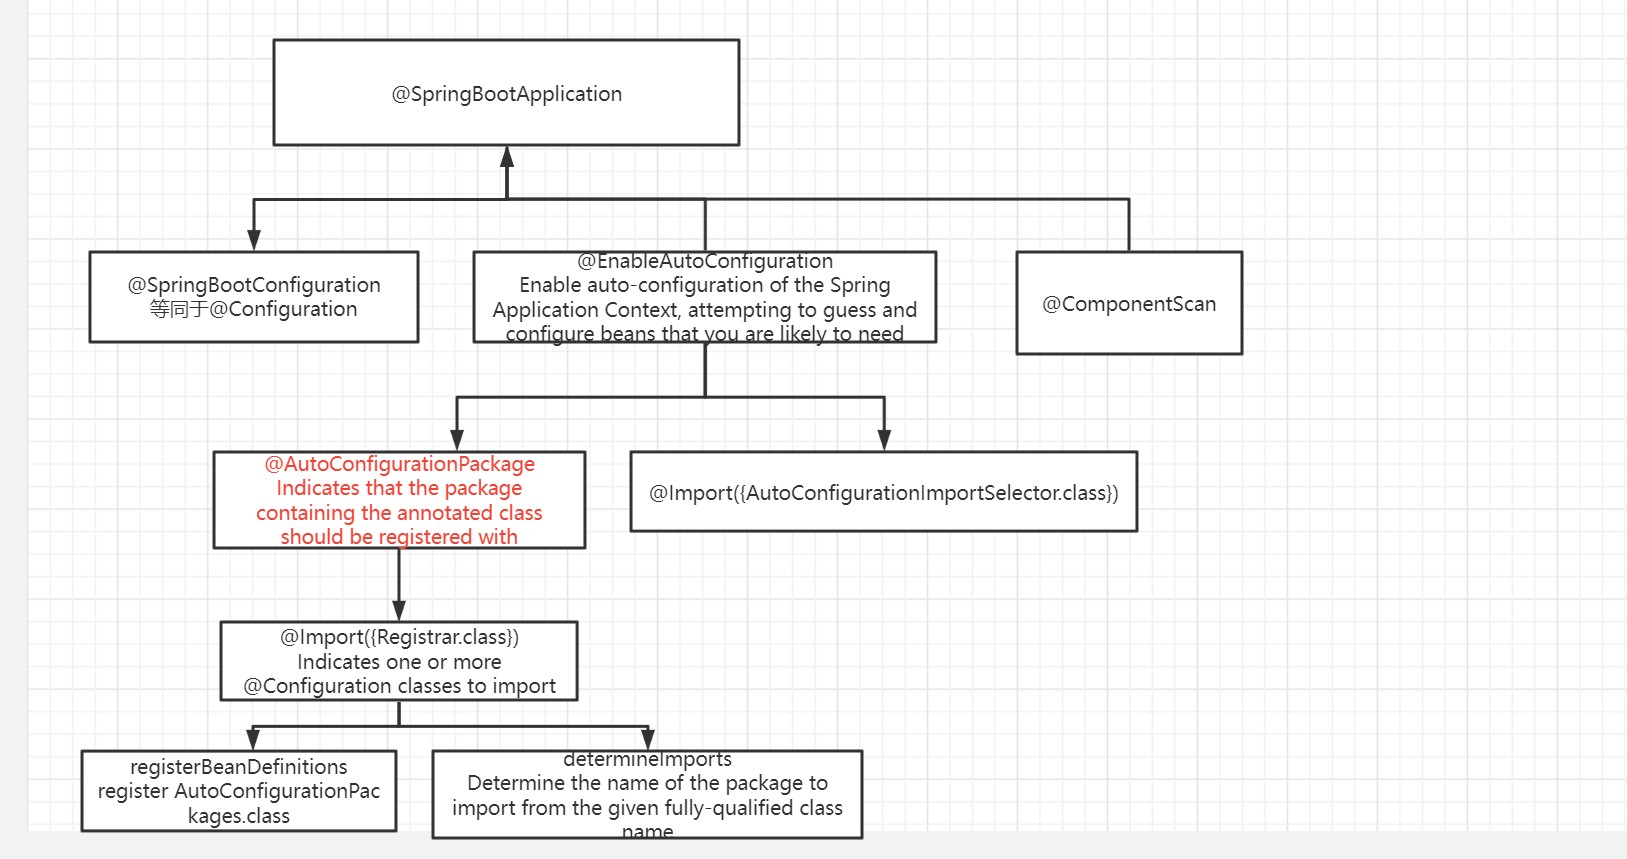 @SpringBootApplication
@SpringBootConfiguration
等同于@Configuration
@EnableAutoConfiguration
Enable auto-configuration of the Spring
Application Context, attempting to guess and
configure beans that you are likely to need
@ComponentScan
@AutoConfigurationPackage
Indicates that the package
containing the annotated class
should be registered with
@Import({AutoConfigurationImportSelector.class})
@Import({Registrar.class})
Indicates one or more
@Configuration classes to import
registerBeanDefinitions
register AutoConfigurationPac
kages.class
determineImports
Determine the name of the package to
import from the given fully-qualified class
name